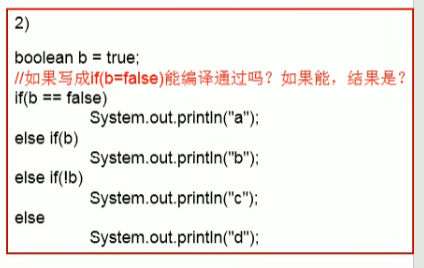 2)
boolean b = true;
//如果写成if(b=false)能编译通过吗？如果能，结果是？
if(b == false)
System.out.println("a");
else if(b)
System.out.println("b");
else if(!b)
System.out.println("c");
else
System.out.println("d");